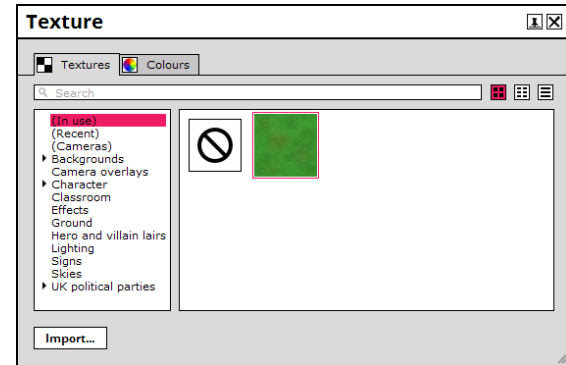 Texture
Textures Colours
Search
(In use)
(Recent)
(Cameras)
Backgrounds
Camera overlays
Character
Classroom
Effects
Ground
Hero and villain lairs
Lighting
Signs
Skies
UK political parties
Import...